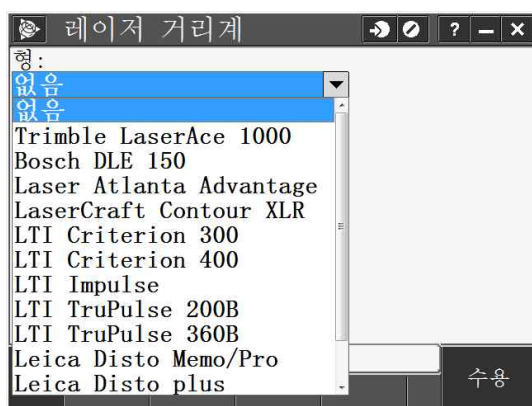 레이저 거리계
? – ×
형:
없음
없음
Trimble LaserAce 1000
Bosch DLE 150
Laser Atlanta Advantage
LaserCraft Contour XLR
LTI Criterion 300
LTI Criterion 400
LTI Impulse
LTI TruPulse 200B
LTI TruPulse 360B
Leica Disto Memo/Pro
Leica Disto plus
수용